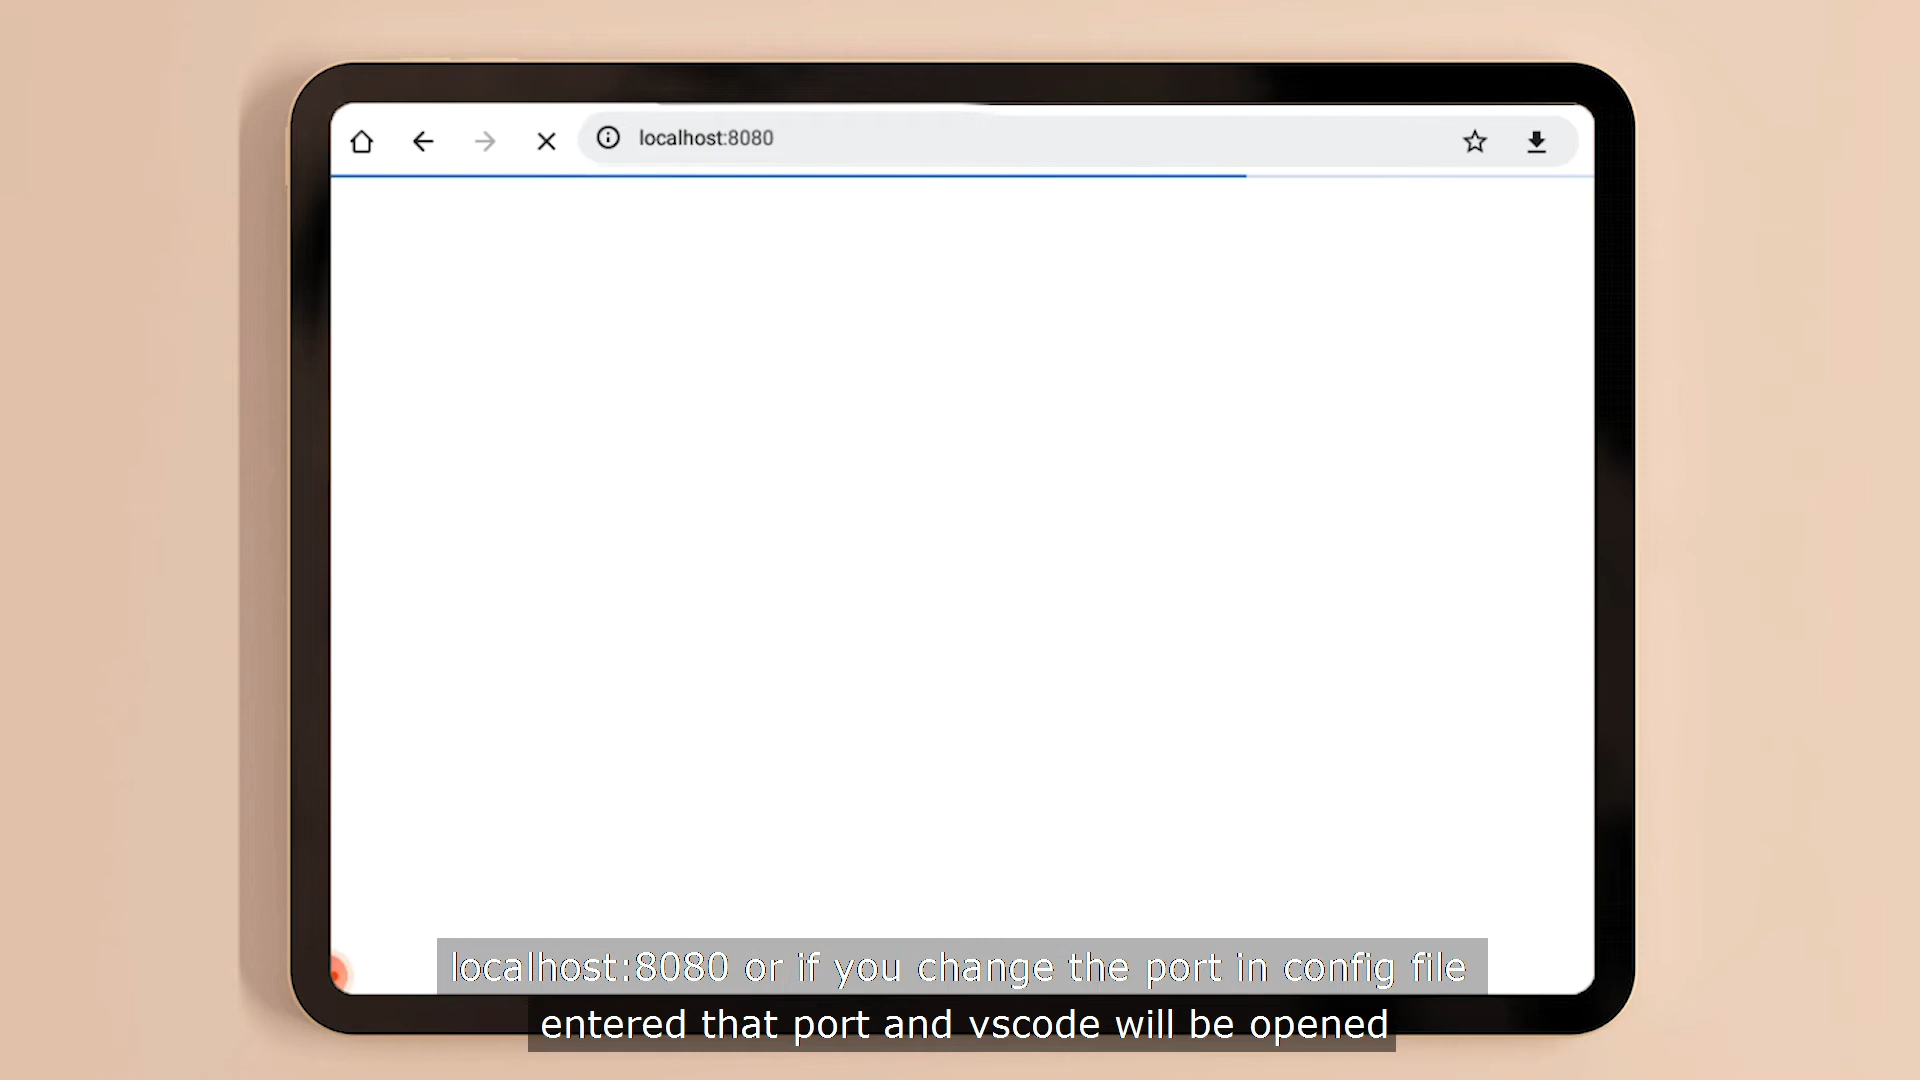 localhost:8080
localhost:8080 or if you change the port in config file
entered that port and vscode will be opened